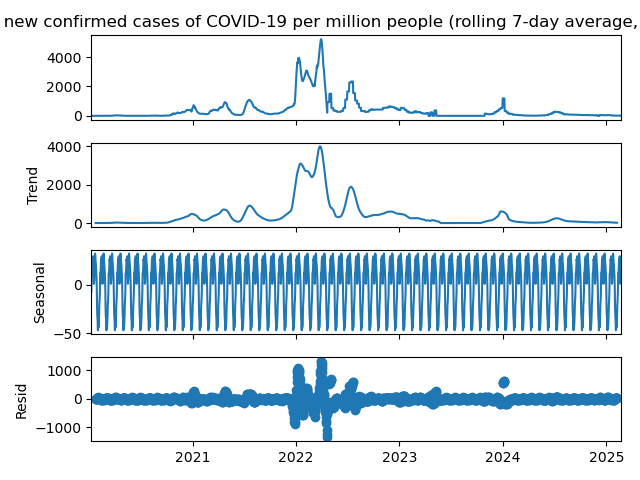 new confirmed cases of COVID-19 per million people (rolling 7-day average,
4000
2000
0
Trend
4000
2000
0
Seasonal
0
−50
Resid
1000
0
−1000
2021 2022 2023 2024 2025